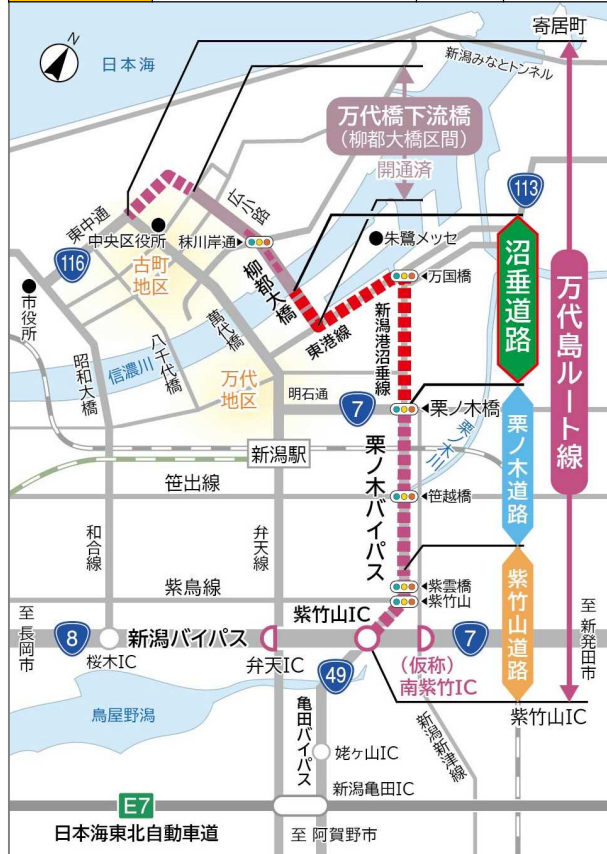 寄居町
N
日本海
新潟みなとトンネル
万代橋下流橋
（柳都大橋区間）
開通済
113
広小路
東中通
中央区役所
秣川岸通
朱鷺メッセ
116
古町
地区
柳都大橋
万国橋
沼垂道路
万代島ルート線
市役所
萬代橋
東港線
新潟港沼垂線
八千代橋
信濃川
昭和大橋
万代
地区
明石通
7
栗ノ木橋
栗ノ木川
栗ノ木道路
新潟駅
笹出線
栗ノ木バイパス
笹越橋
和合線
弁天線
紫鳥線
紫雲橋
紫竹山
紫竹山道路
至 長岡市
紫竹山IC
至 新発田市
8
新潟バイパス
7
桜木IC
弁天IC
49
（仮称）
南紫竹IC
鳥屋野潟
亀田バイパス
紫竹山IC
新潟新津線
姥ヶ山IC
新潟亀田IC
E7
日本海東北自動車道
至 阿賀野市